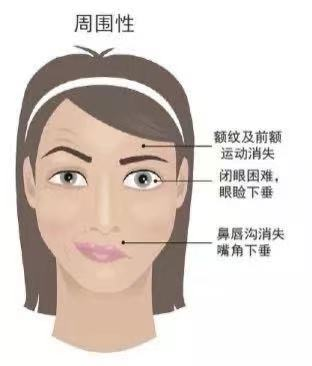 周围性
额纹及前额
运动消失
闭眼困难，
眼睑下垂
鼻唇沟消失
嘴角下垂